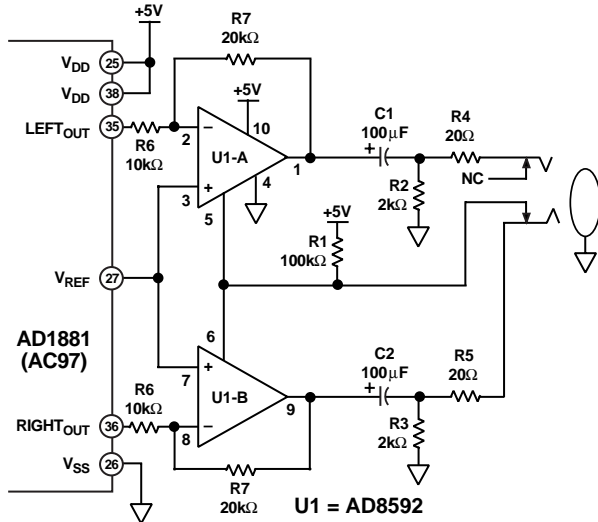 +5V
R7
20kΩ
VDD
25
VDD
38
+5V
LEFTOUT
35
R6
10kΩ
2
–
10
U1-A
1
+
3
4
5
C1
+
100µF
R4
20Ω
NC
R2
2kΩ
+5V
R1
100kΩ
VREF
27
AD1881
(AC97)
6
7
+
U1-B
9
–
8
C2
+
100µF
R5
20Ω
R3
2kΩ
RIGHTOUT
36
R6
10kΩ
VSS
26
R7
20kΩ
U1 = AD8592